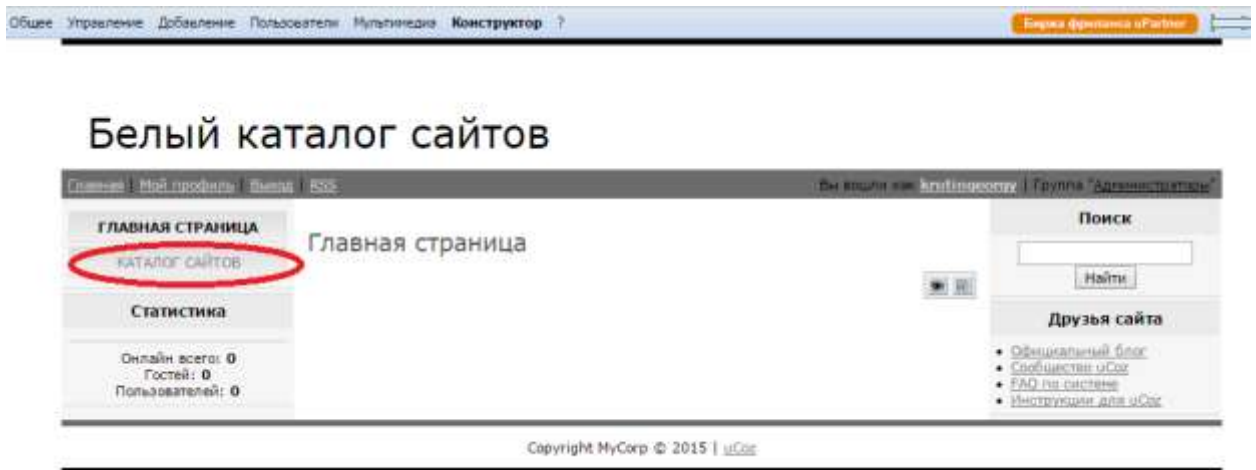 Общее Управление Добавление Пользователи Мультимедиа Конструктор ?
Биржа фриланса uPartner
Белый каталог сайтов
Главная | Мой профиль | Выход | RSS
Вы вошли как krutingeorgy | Группа "Администраторы"
ГЛАВНАЯ СТРАНИЦА
КАТАЛОГ САЙТОВ
Статистика
Онлайн всего: 0
Гостей: 0
Пользователей: 0
Главная страница
Поиск
Найти
Друзья сайта
Официальный блог
Сообщество uCoz
FAQ по системе
Инструкции для uCoz
Copyright MyCorp © 2015 | uCoz